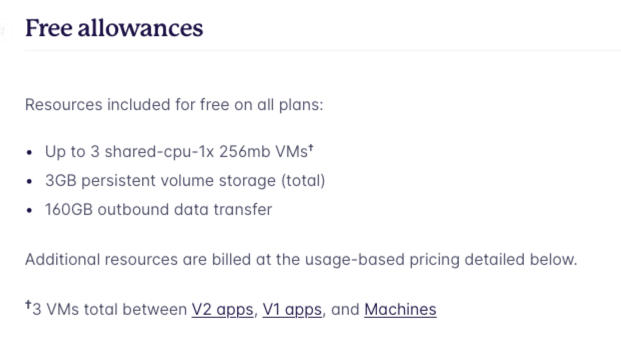 Free allowances
Resources included for free on all plans:
• Up to 3 shared-cpu-1x 256mb VMs†
• 3GB persistent volume storage (total)
• 160GB outbound data transfer
Additional resources are billed at the usage-based pricing detailed below.
†3 VMs total between V2 apps, V1 apps, and Machines